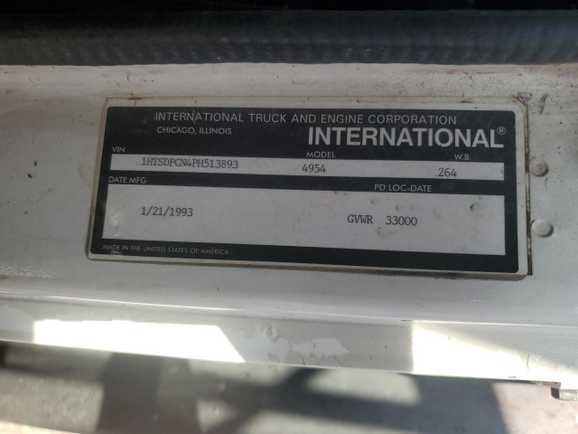 INTERNATIONAL TRUCK AND ENGINE CORPORATION
CHICAGO, ILLINOIS
INTERNATIONAL®
VIN MODEL W.B.
1HTSDPCN4PH513893 4954 264
DATE MFG PD LOC-DATE
1/21/1993 GVWR 33000
MADE IN THE UNITED STATES OF AMERICA